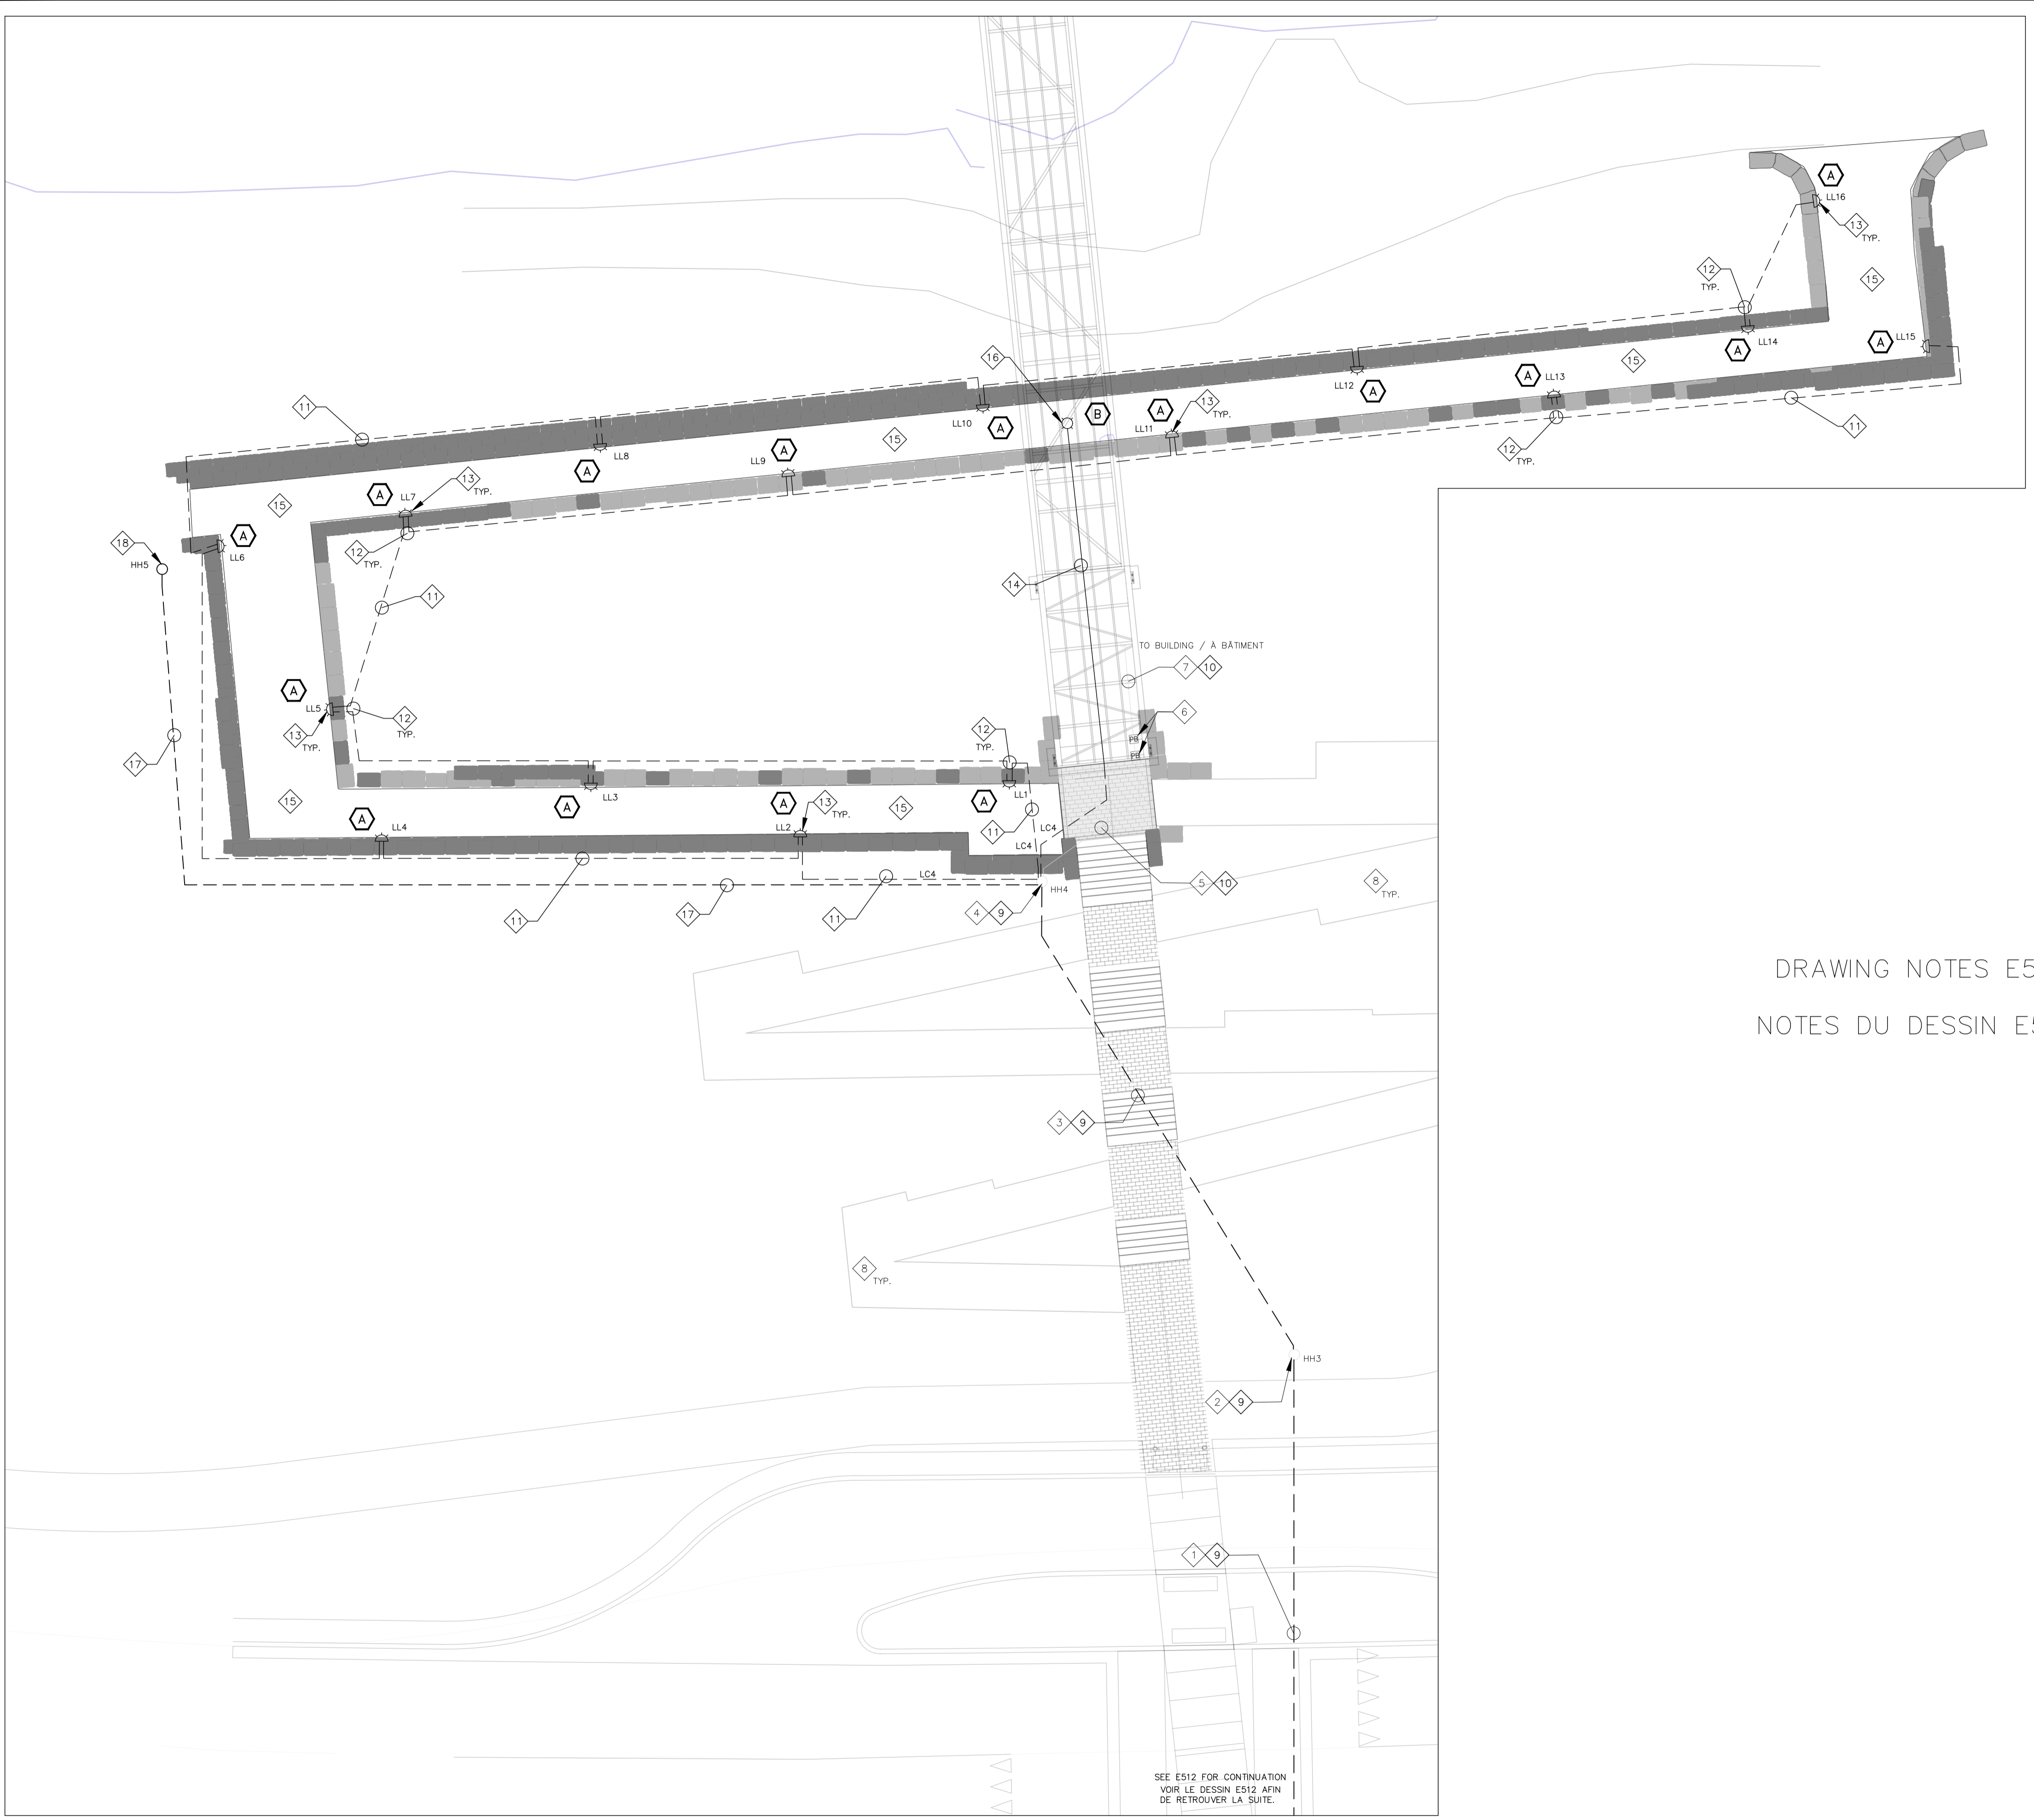 A
LL16
13
TYP.
15
12
TYP.
A
LL15
LL14
A
15
16
LL12
A
A
LL13
11
13
TYP.
A
B
LL11
LL10
A
15
12
TYP.
11
11
LL8
A
A
LL9
13
TYP.
LL7
A
15
12
TYP.
A
LL6
18
HH5
14
11
TO BUILDING / À BÂTIMENT
7
10
A
LL5
13
TYP.
12
TYP.
6
PB
PB
12
TYP.
17
15
A
LL3
A
13
TYP.
LL2
15
A
LL1
A
LL4
11
LC4
LC4
LC4
HH4
5
10
8
TYP.
11
17
11
4
9
DRAWING NOTES E5
NOTES DU DESSIN E5
3
9
8
TYP.
HH3
2
9
1
9
SEE E512 FOR CONTINUATION
VOIR LE DESSIN E512 AFIN
DE RETROUVER LA SUITE.